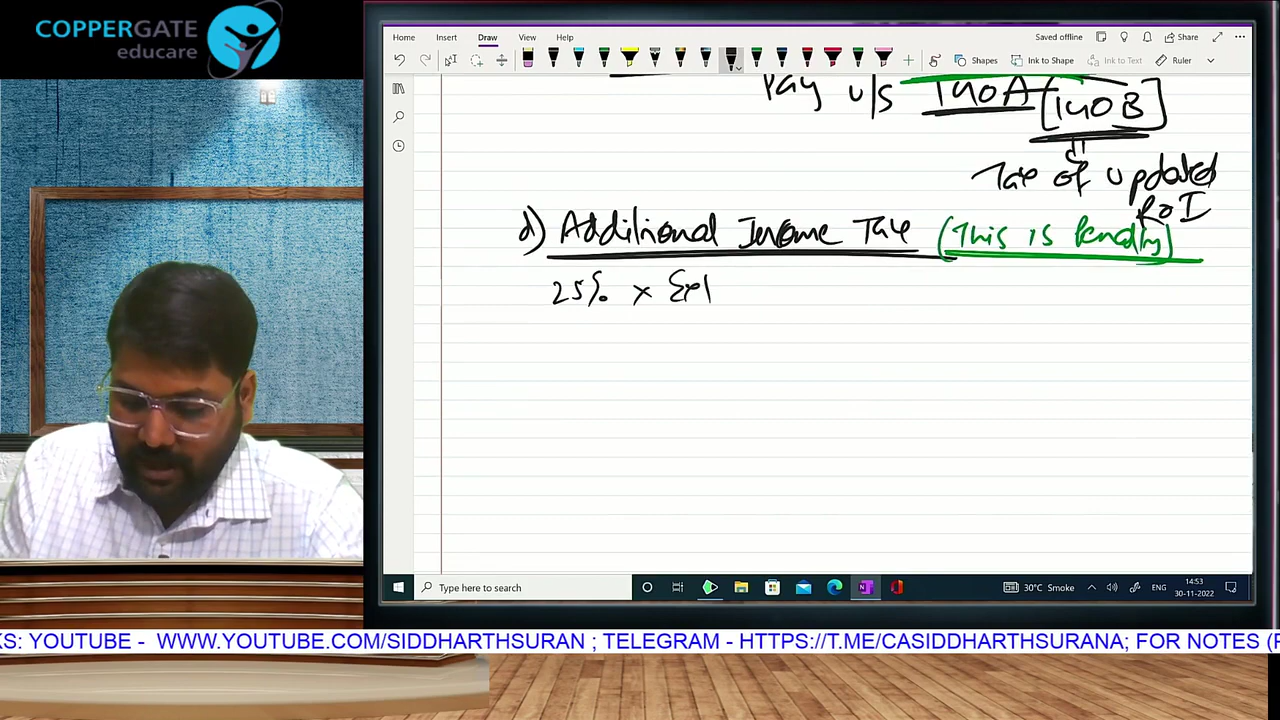 COPPERGATE
educare
Home Insert Draw View Help
Saved offline
Share
Shapes
Ink to Shape
Ink to Text
Ruler
Pay u/s 140A [140B]
Tax of updated
RoI
d) Additional Income Tax (This is Penalty)
25% x
Type here to search
30°C Smoke
ENG
14:53
30-11-2022
KS: YOUTUBE - WWW.YOUTUBE.COM/SIDDHARTHSURAN ; TELEGRAM - HTTPS://T.ME/CASIDDHARTHSURANA; FOR NOTES (F